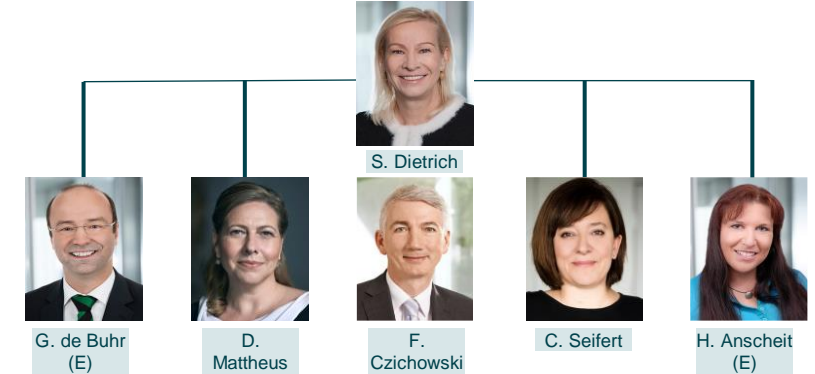 S. Dietrich
G. de Buhr
(E)
D.
Mattheus
F.
Czichowski
C. Seifert
H. Anscheit
(E)